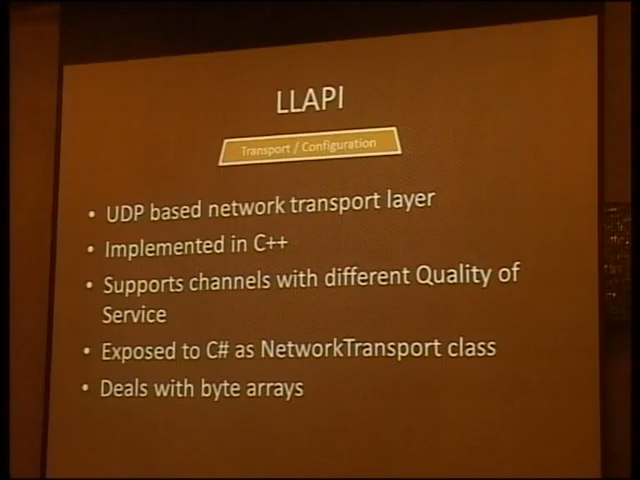 LLAPI
Transport / Configuration
• UDP based network transport layer
• Implemented in C++
• Supports channels with different Quality of
Service
• Exposed to C# as NetworkTransport class
• Deals with byte arrays